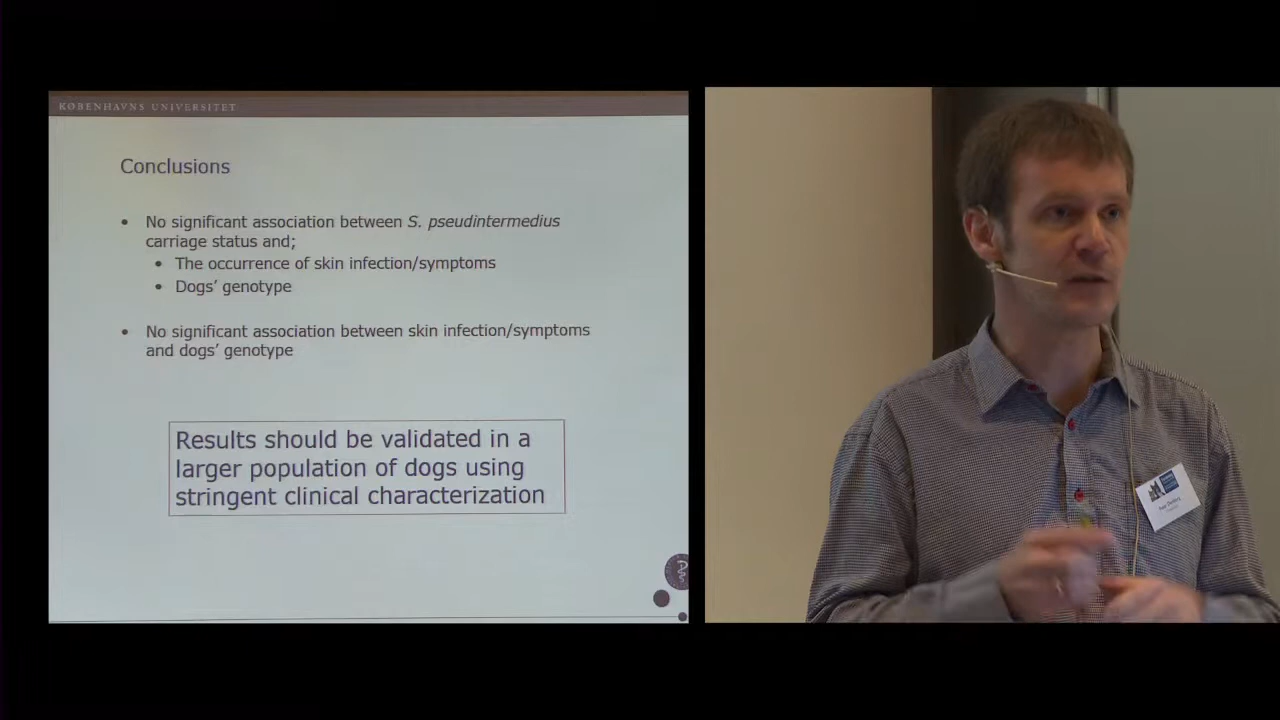 KØBENHAVNS UNIVERSITET
Conclusions
• No significant association between S. pseudintermedius
carriage status and;
• The occurrence of skin infection/symptoms
• Dogs’ genotype
• No significant association between skin infection/symptoms
and dogs’ genotype
Results should be validated in a
larger population of dogs using
stringent clinical characterization